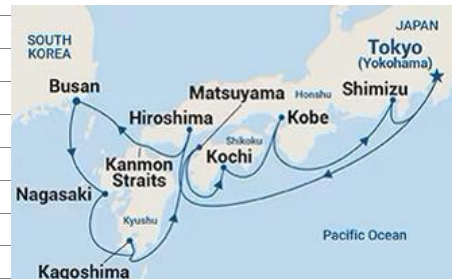 JAPAN
SOUTH
KOREA
Tokyo
(Yokohama)
Busan
Matsuyama
Honshu
Shimizu
Hiroshima
Kobe
Shikoku
Kanmon
Straits
Kochi
Nagasaki
Kyushu
Pacific Ocean
Kagoshima